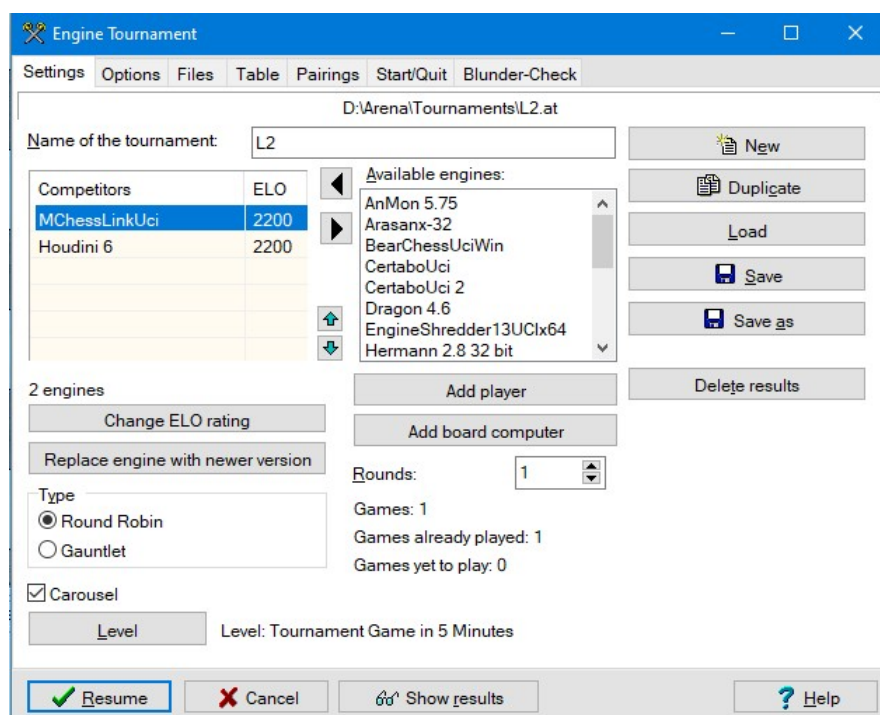 Engine Tournament
Settings Options Files Table Pairings Start/Quit Blunder-Check
D:\Arena\Tournaments\L2.at
Name of the tournament: L2
New
Duplicate
Load
Save
Save as
Delete results
Competitors ELO
MChessLinkUci 2200
Houdini 6 2200
Available engines:
AnMon 5.75
Arasanx-32
BearChessUciWin
CertaboUci
CertaboUci 2
Dragon 4.6
EngineShredder13UCIx64
Hermann 2.8 32 bit
2 engines
Change ELO rating
Replace engine with newer version
Add player
Add board computer
Type
Round Robin
Gauntlet
Rounds: 1
Games: 1
Games already played: 1
Games yet to play: 0
Carousel
Level
Level: Tournament Game in 5 Minutes
Resume Cancel Show results Help